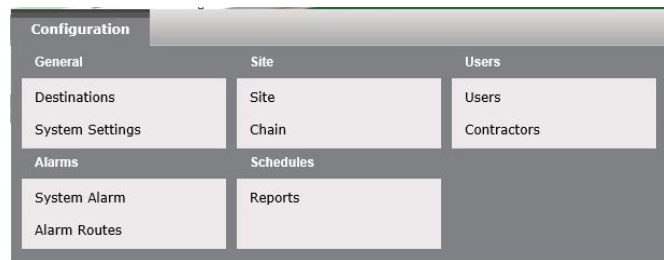 Configuration
General Site Users
Destinations Site Users
System Settings Chain Contractors
Alarms Schedules
System Alarm Reports
Alarm Routes